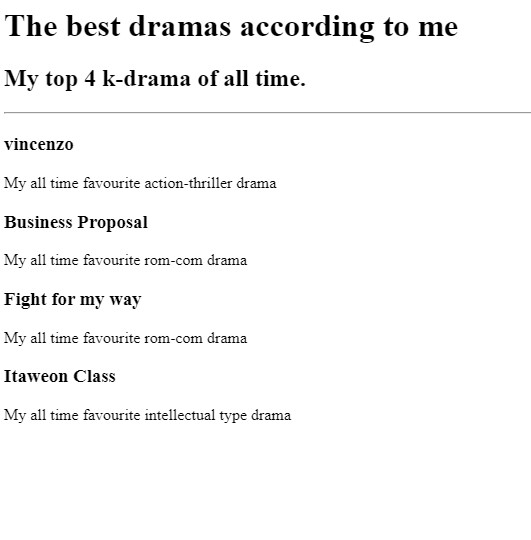 The best dramas according to me
My top 4 k-drama of all time.
vincenzo
My all time favourite action-thriller drama
Business Proposal
My all time favourite rom-com drama
Fight for my way
My all time favourite rom-com drama
Itaweon Class
My all time favourite intellectual type drama